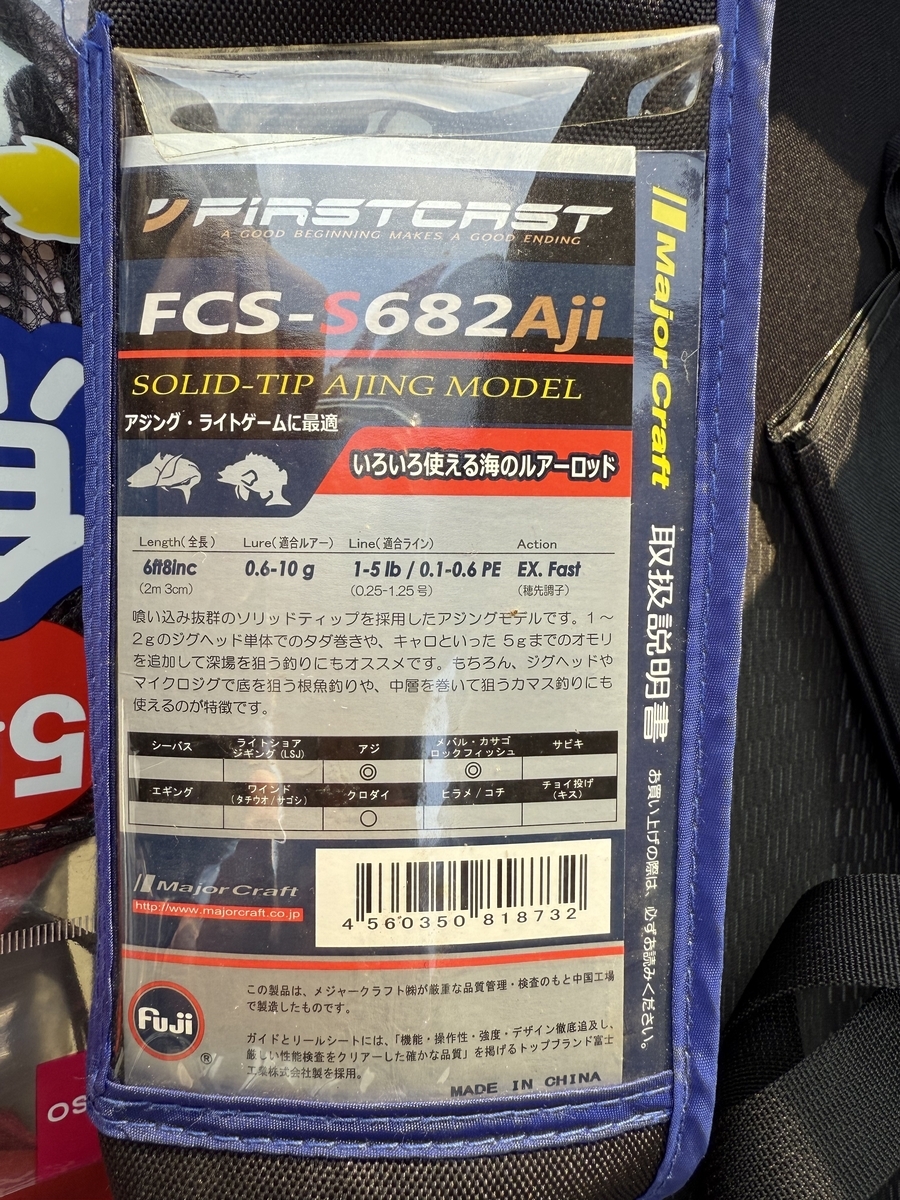 FIRSTCAST
A GOOD BEGINNING MAKES A GOOD ENDING
FCS-S682Aji
SOLID-TIP AJING MODEL
アジング・ライトゲームに最適
いろいろ使える海のルアーロッド
Length(全長) Lure(適合ルアー) Line(適合ライン) Action
6ft8inc 0.6-10 g 1-5 lb / 0.1-0.6 PE EX. Fast
(2m 3cm) (0.25-1.25号) (穂先調子)
喰い込み抜群のソリッドティップを採用したアジングモデルです。1～
2gのジグヘッド単体でのタダ巻きや、キャロといった 5gまでのオモリ
を追加して深場を狙う釣りにもオススメです。もちろん、ジグヘッドや
マイクロジグで底を狙う根魚釣りや、中層を巻いて狙うカマス釣りにも
使えるのが特徴です。
シーバス ライトショア アジ メバル・カサゴ サビキ
ジギング(LSJ) ロックフィッシュ
◎ ◎
エギング ワインド クロダイ ヒラメ / コチ チョイ投げ
(タチウオ/サゴシ) (キス)
○
Major Craft
http://www.majorcraft.co.jp
4 560350 818732
この製品は、メジャークラフト㈱が厳重な品質管理・検査のもと中国工場
で製造したものです。
Fuji
®
ガイドとリールシートには、「機能・操作性・強度・デザイン徹底追及し、
厳しい性能検査をクリアーした確かな品質」を掲げるトップブランド富士
工業株式会社製を採用。
MADE IN CHINA
Major Craft 取扱説明書 お買い上げの際は、必ずお読みください。
5
SO